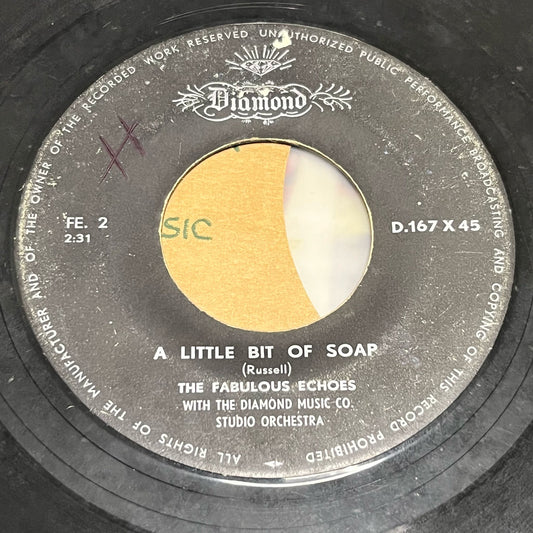 ALL RIGHTS OF THE MANUFACTURER AND OF THE OWNER OF THE RECORDED WORK RESERVED UNAUTHORIZED PUBLIC PERFORMANCE BROADCASTING AND COPYING OF THIS RECORD PROHIBITED
Diamond
FE. 2
2:31
D.167 X 45
SIC
A LITTLE BIT OF SOAP
(Russell)
THE FABULOUS ECHOES
WITH THE DIAMOND MUSIC CO.
STUDIO ORCHESTRA